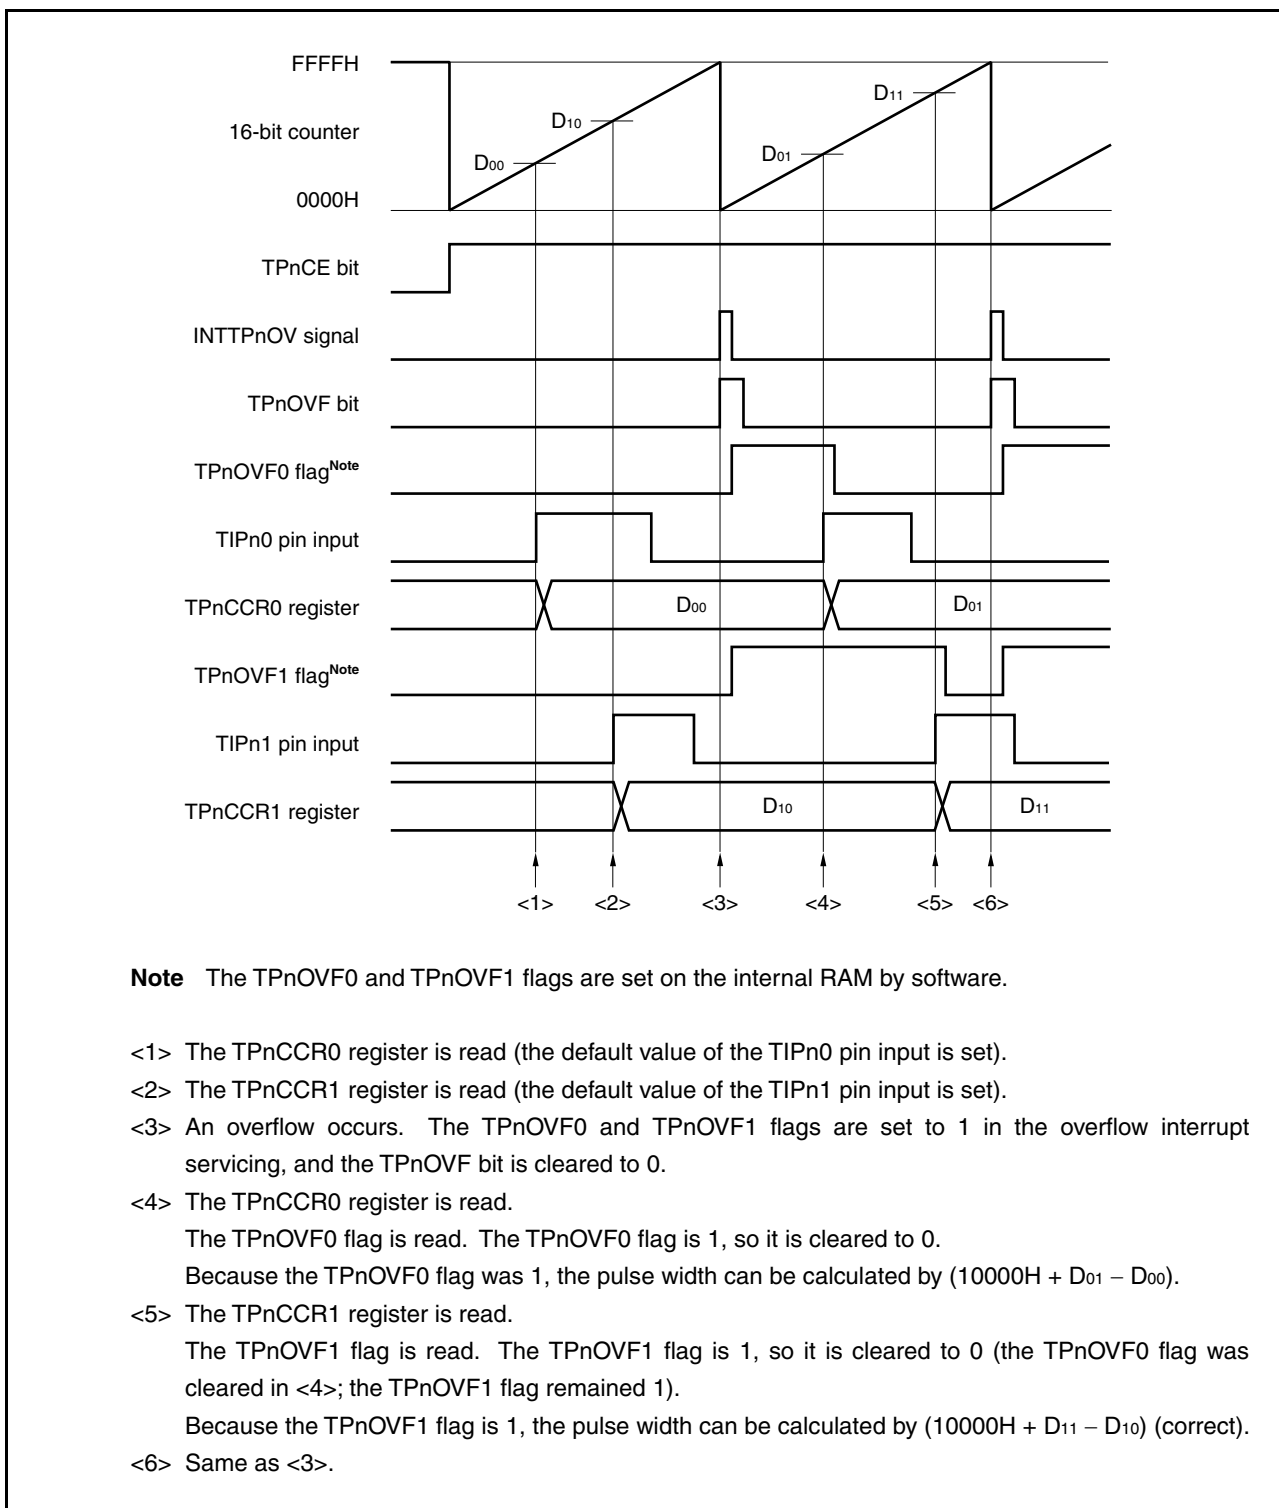 FFFFH
D11
D10
16-bit counter
D00
D01
0000H
TPnCE bit
INTTPnOV signal
TPnOVF bit
TPnOVF0 flagNote
TIPn0 pin input
TPnCCR0 register
D00
D01
TPnOVF1 flagNote
TIPn1 pin input
TPnCCR1 register
D10
D11
<1> <2> <3> <4> <5> <6>
Note The TPnOVF0 and TPnOVF1 flags are set on the internal RAM by software.
<1> The TPnCCR0 register is read (the default value of the TIPn0 pin input is set).
<2> The TPnCCR1 register is read (the default value of the TIPn1 pin input is set).
<3> An overflow occurs. The TPnOVF0 and TPnOVF1 flags are set to 1 in the overflow interrupt
servicing, and the TPnOVF bit is cleared to 0.
<4> The TPnCCR0 register is read.
The TPnOVF0 flag is read. The TPnOVF0 flag is 1, so it is cleared to 0.
Because the TPnOVF0 flag was 1, the pulse width can be calculated by (10000H + D01 − D00).
<5> The TPnCCR1 register is read.
The TPnOVF1 flag is read. The TPnOVF1 flag is 1, so it is cleared to 0 (the TPnOVF0 flag was
cleared in <4>; the TPnOVF1 flag remained 1).
Because the TPnOVF1 flag is 1, the pulse width can be calculated by (10000H + D11 − D10) (correct).
<6> Same as <3>.